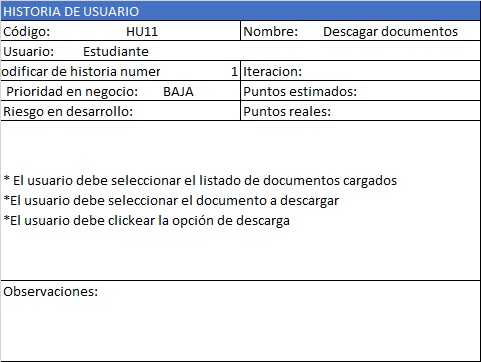 HISTORIA DE USUARIO
Código: HU11 Nombre: Descagar documentos
Usuario: Estudiante
odificar de historia numer 1 Iteracion:
Prioridad en negocio: BAJA Puntos estimados:
Riesgo en desarrollo: Puntos reales:
* El usuario debe seleccionar el listado de documentos cargados
*El usuario debe seleccionar el documento a descargar
*El usuario debe clickear la opción de descarga
Observaciones: